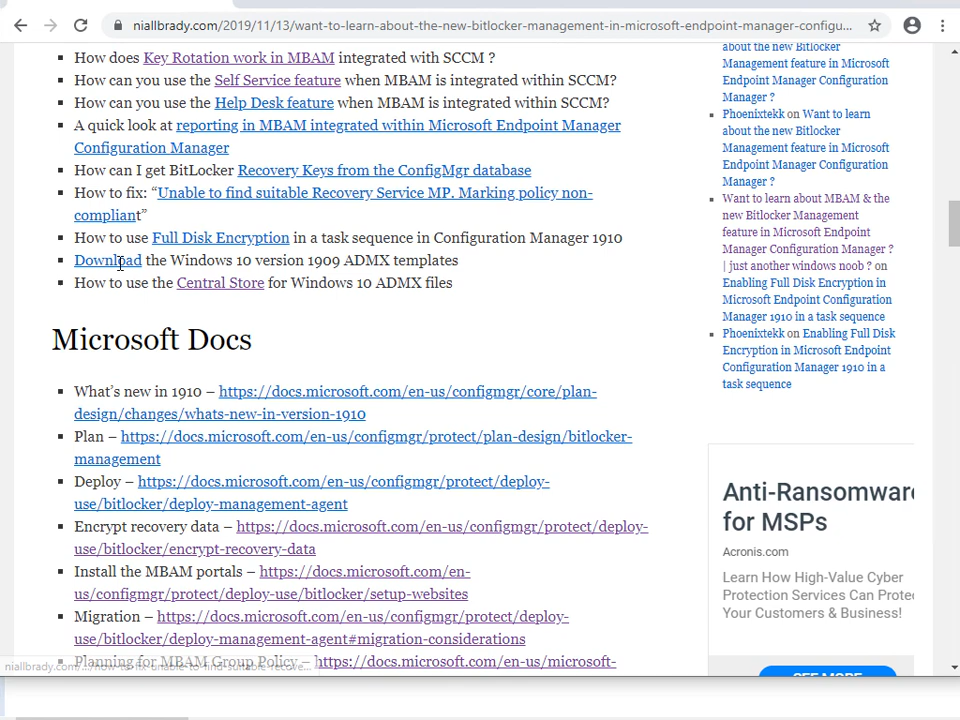 niallbrady.com/2019/11/13/want-to-learn-about-the-new-bitlocker-management-in-microsoft-endpoint-manager-configu...
How does Key Rotation work in MBAM integrated with SCCM ?
How can you use the Self Service feature when MBAM is integrated within SCCM?
How can you use the Help Desk feature when MBAM is integrated within SCCM?
A quick look at reporting in MBAM integrated within Microsoft Endpoint Manager
Configuration Manager
How can I get BitLocker Recovery Keys from the ConfigMgr database
How to fix: “Unable to find suitable Recovery Service MP. Marking policy non-
compliant”
How to use Full Disk Encryption in a task sequence in Configuration Manager 1910
Download the Windows 10 version 1909 ADMX templates
How to use the Central Store for Windows 10 ADMX files
Microsoft Docs
What's new in 1910 – https://docs.microsoft.com/en-us/configmgr/core/plan-
design/changes/whats-new-in-version-1910
Plan – https://docs.microsoft.com/en-us/configmgr/protect/plan-design/bitlocker-
management
Deploy – https://docs.microsoft.com/en-us/configmgr/protect/deploy-
use/bitlocker/deploy-management-agent
Encrypt recovery data – https://docs.microsoft.com/en-us/configmgr/protect/deploy-
use/bitlocker/encrypt-recovery-data
Install the MBAM portals – https://docs.microsoft.com/en-
us/configmgr/protect/deploy-use/bitlocker/setup-websites
Migration – https://docs.microsoft.com/en-us/configmgr/protect/deploy-
use/bitlocker/deploy-management-agent#migration-considerations
Planning for MBAM Group Policy – https://docs.microsoft.com/en-us/microsoft-
about the new Bitlocker
Management feature in Microsoft
Endpoint Manager Configuration
Manager ?
Phoenixtekk on Want to learn
about the new Bitlocker
Management feature in Microsoft
Endpoint Manager Configuration
Manager ?
Want to learn about MBAM & the
new Bitlocker Management
feature in Microsoft Endpoint
Manager Configuration Manager ?
| just another windows noob ? on
Enabling Full Disk Encryption in
Microsoft Endpoint Configuration
Manager 1910 in a task sequence
Phoenixtekk on Enabling Full Disk
Encryption in Microsoft Endpoint
Configuration Manager 1910 in a
task sequence
Anti-Ransomware
for MSPs
Acronis.com
Learn How High-Value Cyber
Protection Services Can Protec
Your Customers & Business!
SEE MORE